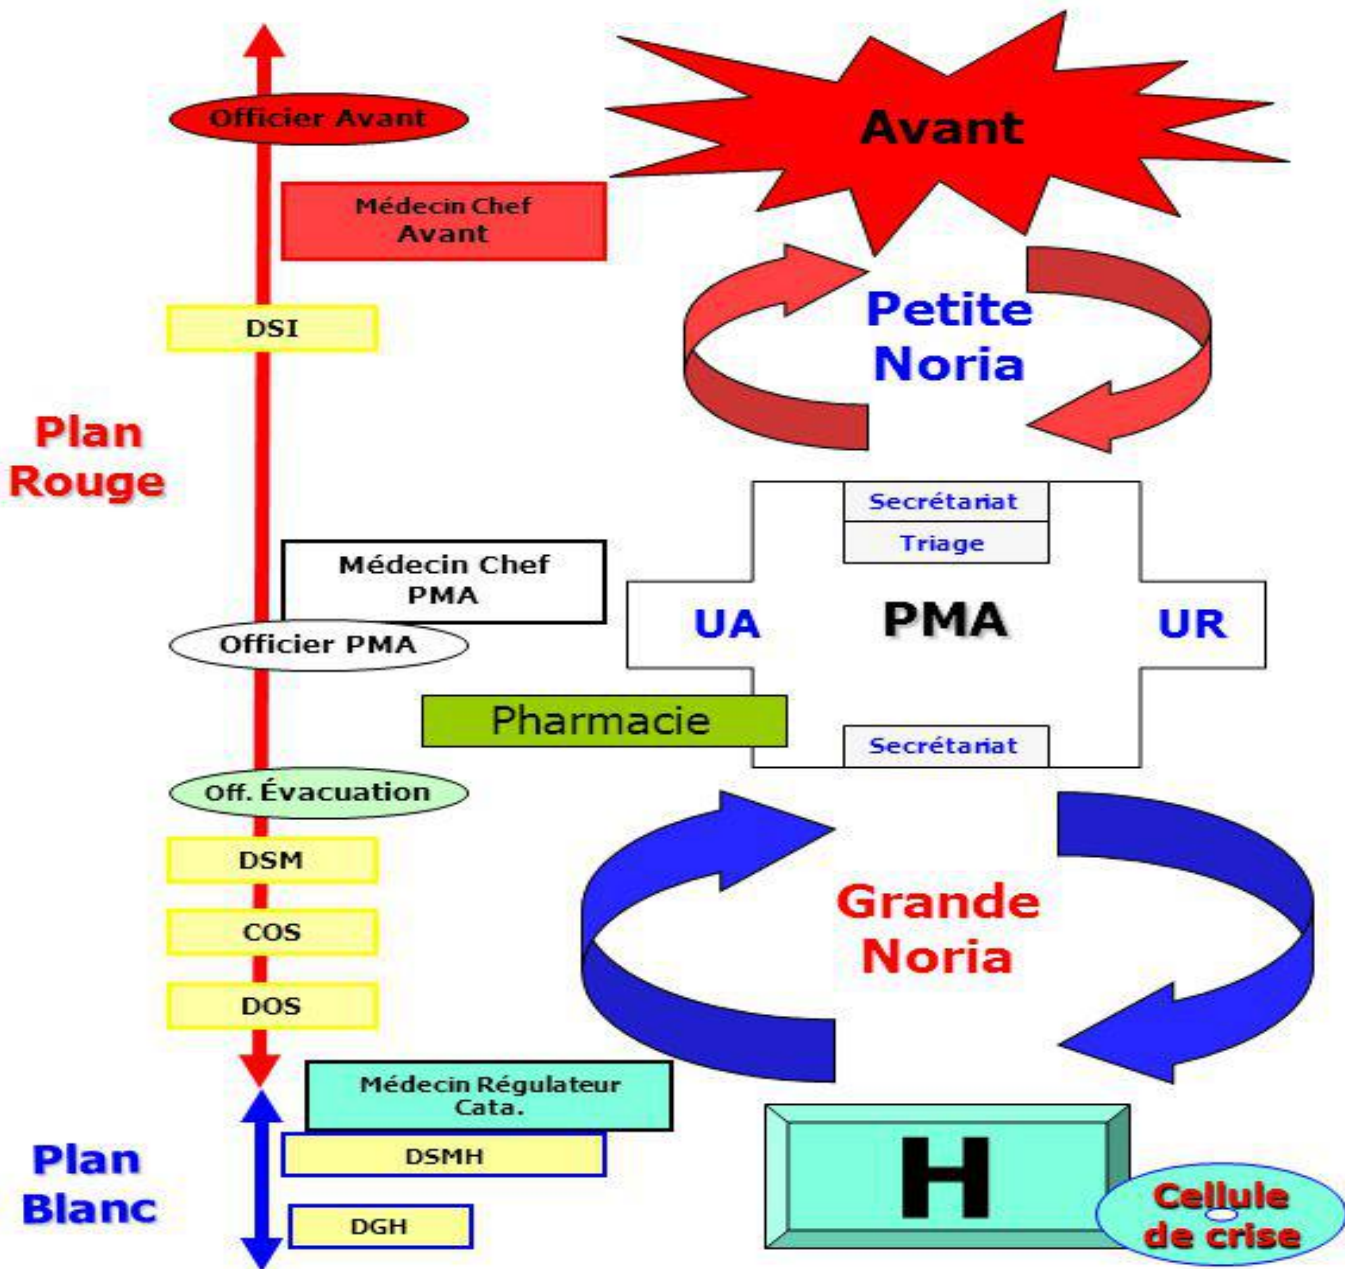 Officier Avant
Avant
Médecin Chef
Avant
DSI
Petite
Noria
Plan
Rouge
Secrétariat
Triage
Médecin Chef
PMA
UA
PMA
UR
Officier PMA
Pharmacie
Secrétariat
Off. Évacuation
DSM
Grande
Noria
COS
DOS
Médecin Régulateur
Cata.
Plan
Blanc
DSMH
H
DGH
Cellule
de crise